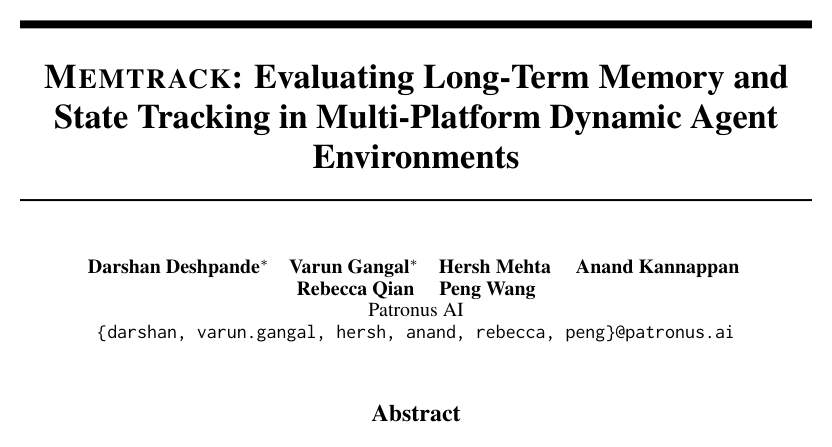 MEMTRACK: Evaluating Long-Term Memory and
State Tracking in Multi-Platform Dynamic Agent
Environments
Darshan Deshpande* Varun Gangal* Hersh Mehta Anand Kannappan
Rebecca Qian Peng Wang
Patronus AI
{darshan, varun.gangal, hersh, anand, rebecca, peng}@patronus.ai
Abstract